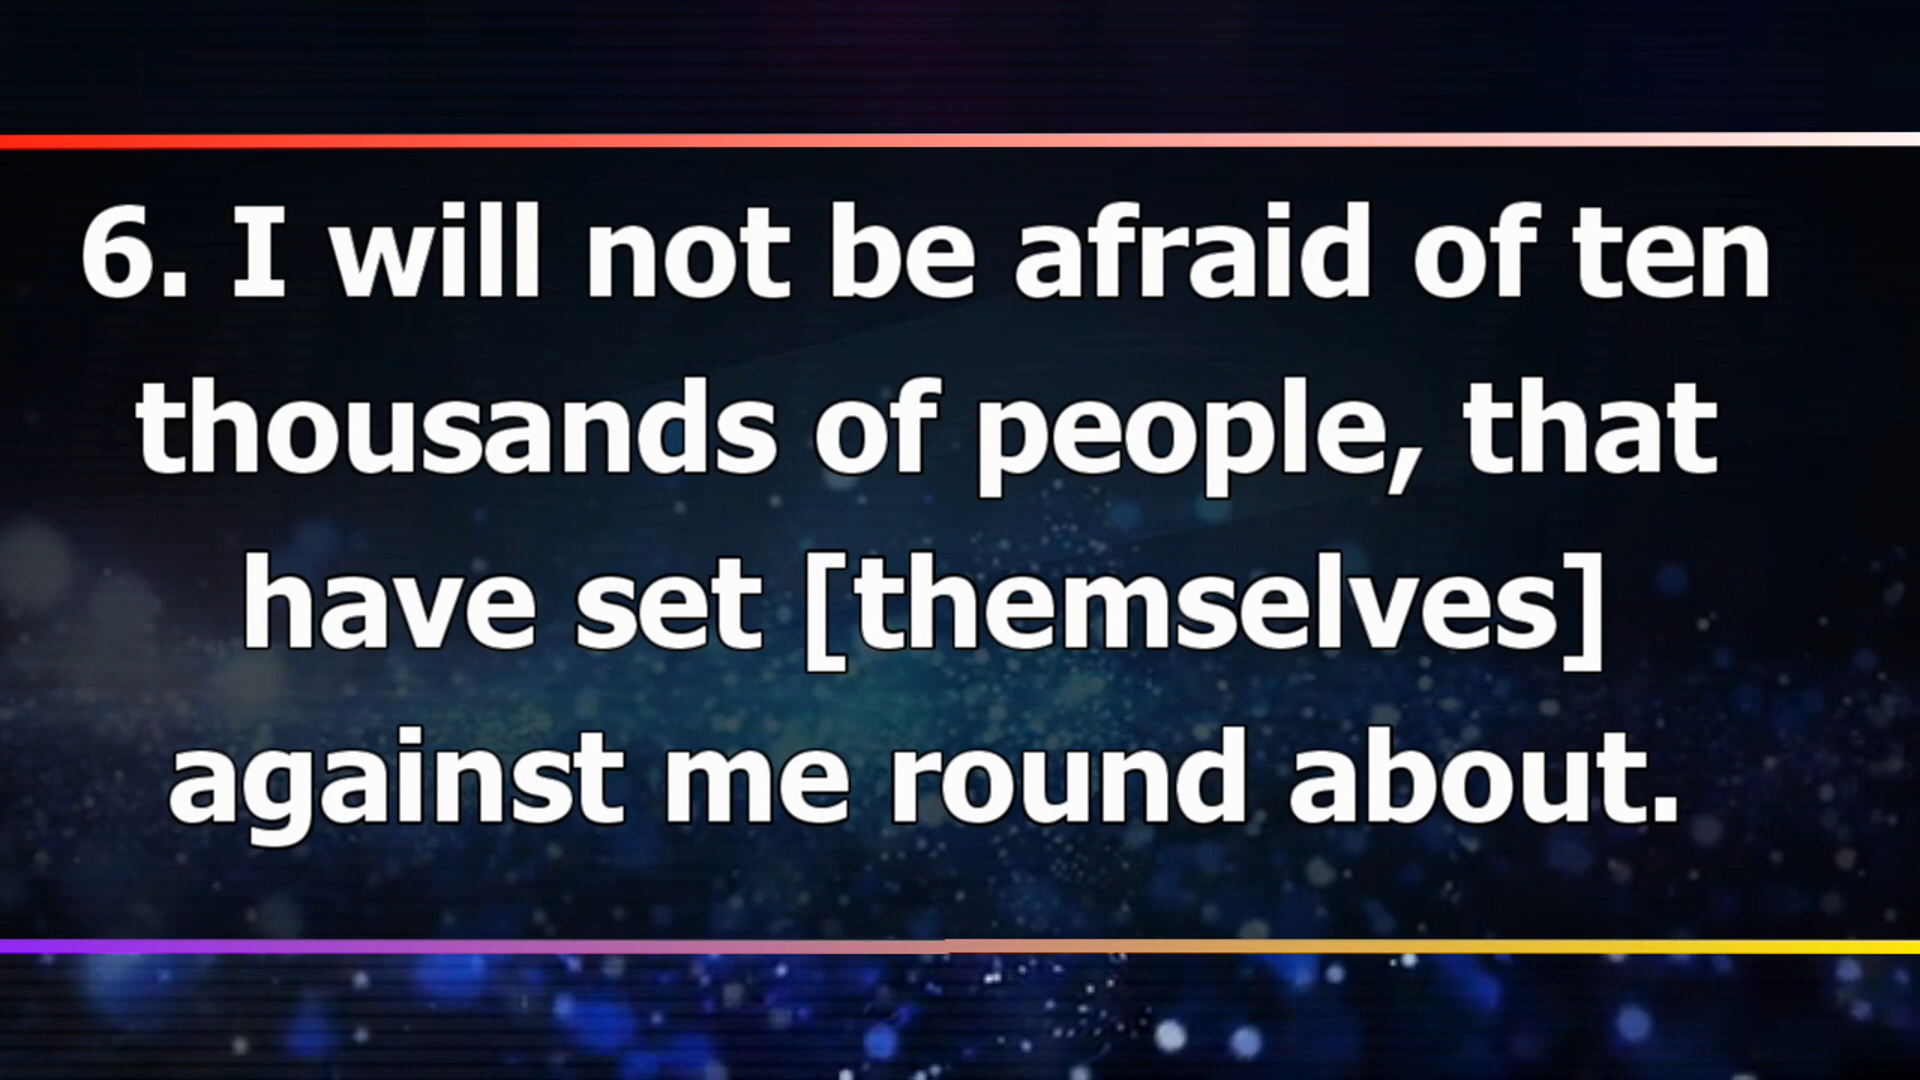 6. I will not be afraid of ten
thousands of people, that
have set [themselves]
against me round about.